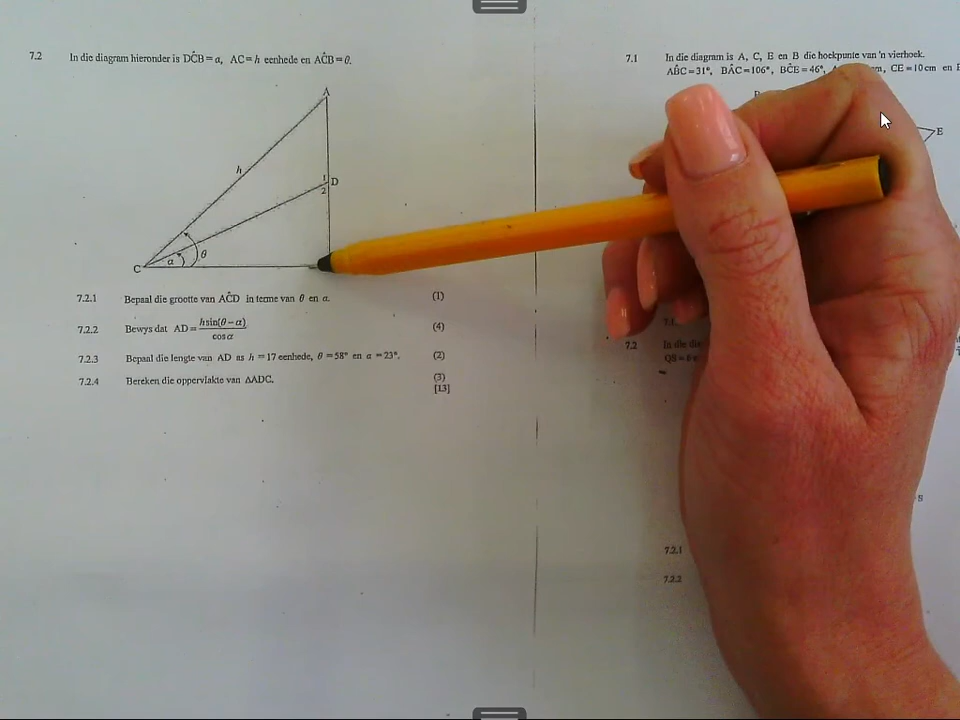 7.2 In die diagram hieronder is DĈB = α, AC = h eenhede en AĈB = θ.
A
h
1
D
2
θ
α
C
7.2.1 Bepaal die grootte van AĈD in terme van θ en α. (1)
7.2.2 Bewys dat AD = hsin(θ − α) / cosα (4)
7.2.3 Bepaal die lengte van AD as h = 17 eenhede, θ = 58° en α = 23°. (2)
7.2.4 Bereken die oppervlakte van ΔADC. (3)
[13]
7.1 In die diagram is A, C, E en B die hoekpunte van 'n vierhoek.
AB̂C = 31°, BÂC = 106°, BĈE = 46°, CE = 10 cm en
E
7.2 In die
7.2.1
7.2.2